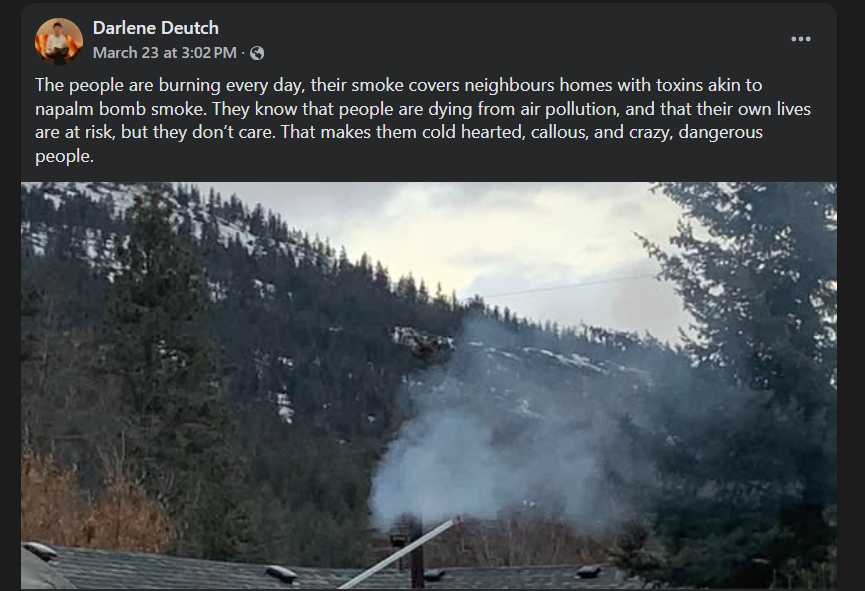 Darlene Deutch
March 23 at 3:02 PM ·
The people are burning every day, their smoke covers neighbours homes with toxins akin to
napalm bomb smoke. They know that people are dying from air pollution, and that their own lives
are at risk, but they don’t care. That makes them cold hearted, callous, and crazy, dangerous
people.